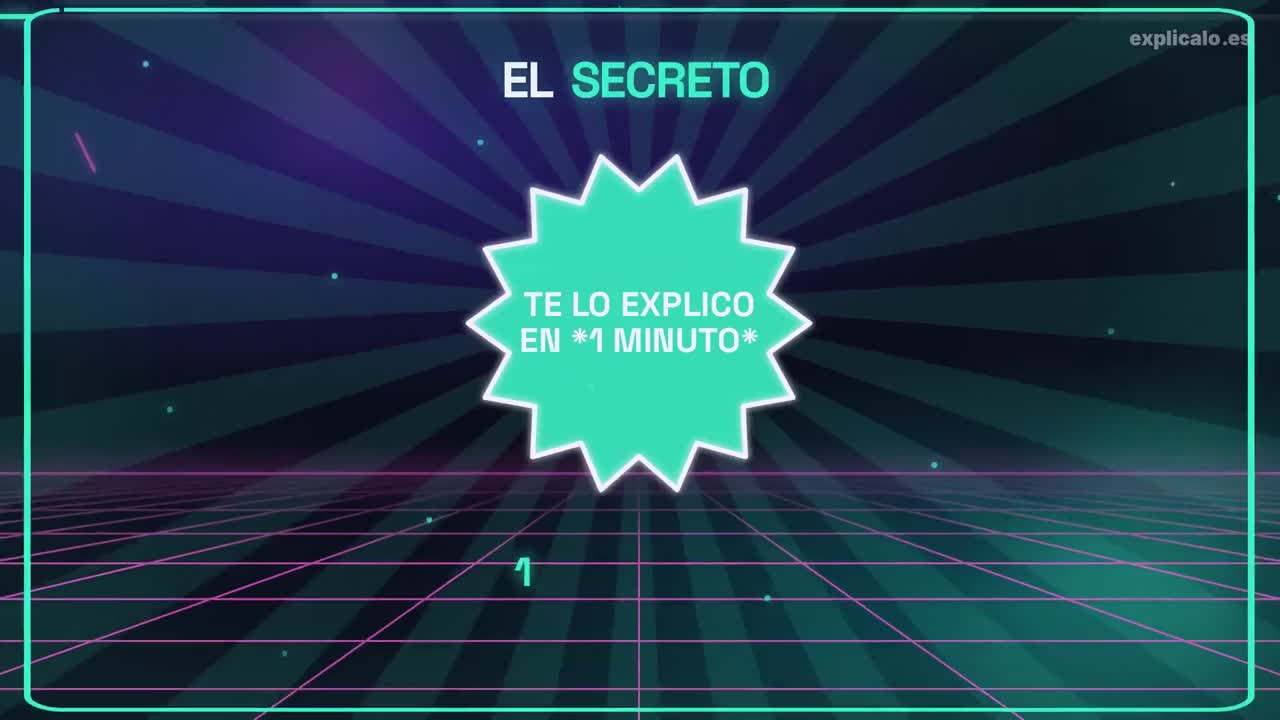 explicalo.es
EL SECRETO
TE LO EXPLICO
EN *1 MINUTO*
1